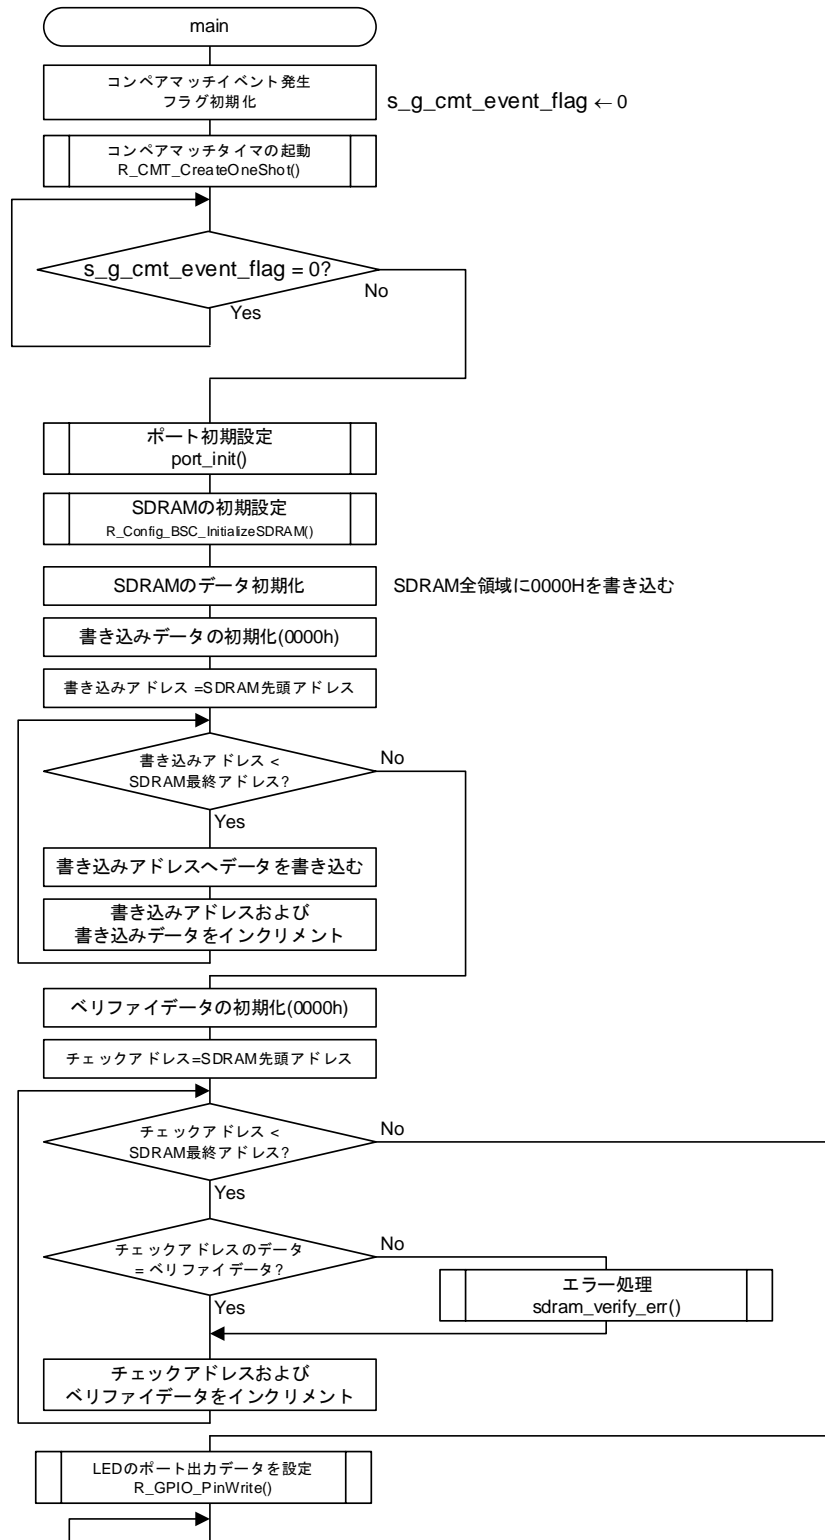 main
コンペアマッチイベント発生
フラグ初期化
s_g_cmt_event_flag ← 0
コンペアマッチタイマの起動
R_CMT_CreateOneShot()
s_g_cmt_event_flag = 0?
No
Yes
ポート初期設定
port_init()
SDRAMの初期設定
R_Config_BSC_InitializeSDRAM()
SDRAMのデータ初期化
SDRAM全領域に0000Hを書き込む
書き込みデータの初期化(0000h)
書き込みアドレス =SDRAM先頭アドレス
書き込みアドレス <
SDRAM最終アドレス?
No
Yes
書き込みアドレスへデータを書き込む
書き込みアドレスおよび
書き込みデータをインクリメント
ベリファイデータの初期化(0000h)
チェックアドレス=SDRAM先頭アドレス
チェックアドレス <
SDRAM最終アドレス?
No
Yes
チェックアドレスのデータ
= ベリファイデータ?
No
Yes
エラー処理
sdram_verify_err()
チェックアドレスおよび
ベリファイデータをインクリメント
LEDのポート出力データを設定
R_GPIO_PinWrite()